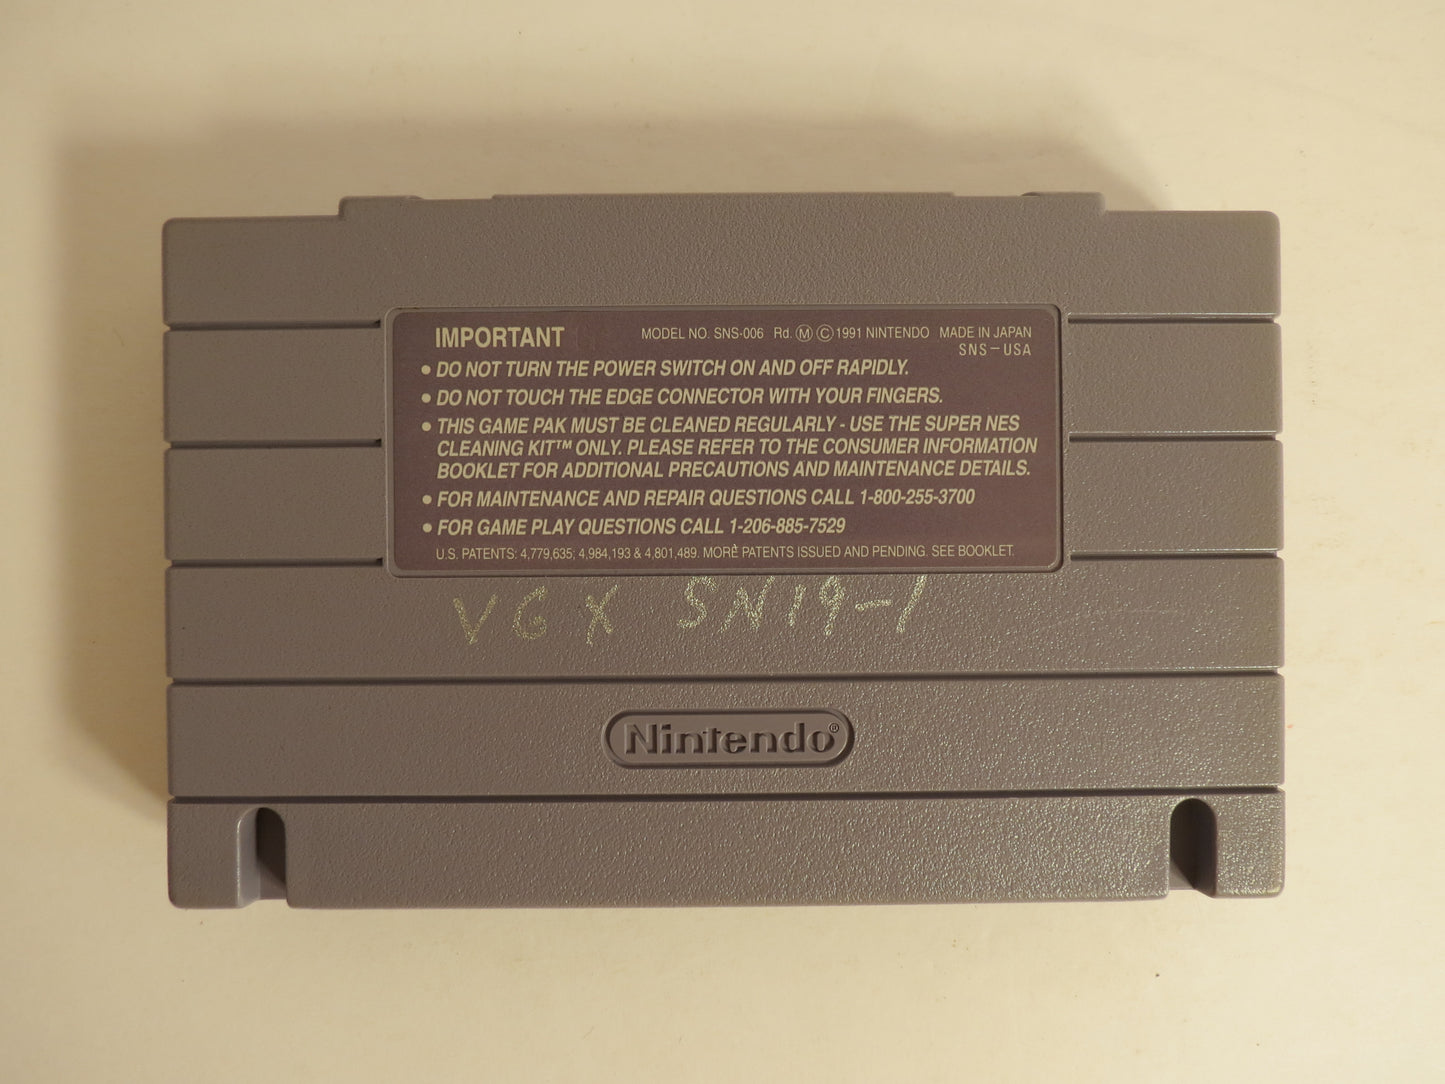 IMPORTANT
MODEL NO. SNS-006 Rd. Ⓜ Ⓒ 1991 NINTENDO MADE IN JAPAN
SNS-USA
• DO NOT TURN THE POWER SWITCH ON AND OFF RAPIDLY.
• DO NOT TOUCH THE EDGE CONNECTOR WITH YOUR FINGERS.
• THIS GAME PAK MUST BE CLEANED REGULARLY - USE THE SUPER NES
CLEANING KIT™ ONLY. PLEASE REFER TO THE CONSUMER INFORMATION
BOOKLET FOR ADDITIONAL PRECAUTIONS AND MAINTENANCE DETAILS.
• FOR MAINTENANCE AND REPAIR QUESTIONS CALL 1-800-255-3700
• FOR GAME PLAY QUESTIONS CALL 1-206-885-7529
U.S. PATENTS: 4,779,635; 4,984,193 & 4,801,489. MORE PATENTS ISSUED AND PENDING. SEE BOOKLET.
VGX SN19-1
Nintendo®